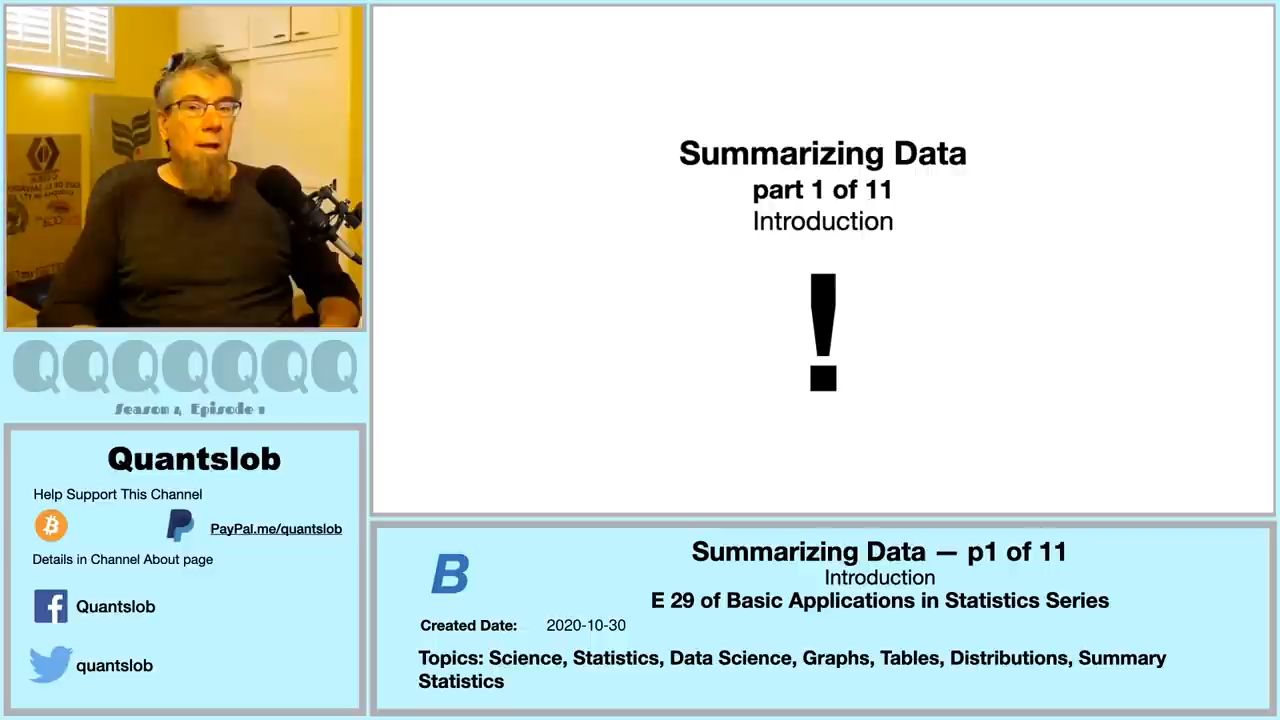 Summarizing Data
part 1 of 11
Introduction
!
QQQQQQQ
Season 4 Episode 1
Quantslob
Help Support This Channel
PayPal.me/quantslob
Details in Channel About page
Quantslob
quantslob
B
Summarizing Data — p1 of 11
Introduction
E 29 of Basic Applications in Statistics Series
Created Date: 2020-10-30
Topics: Science, Statistics, Data Science, Graphs, Tables, Distributions, Summary
Statistics